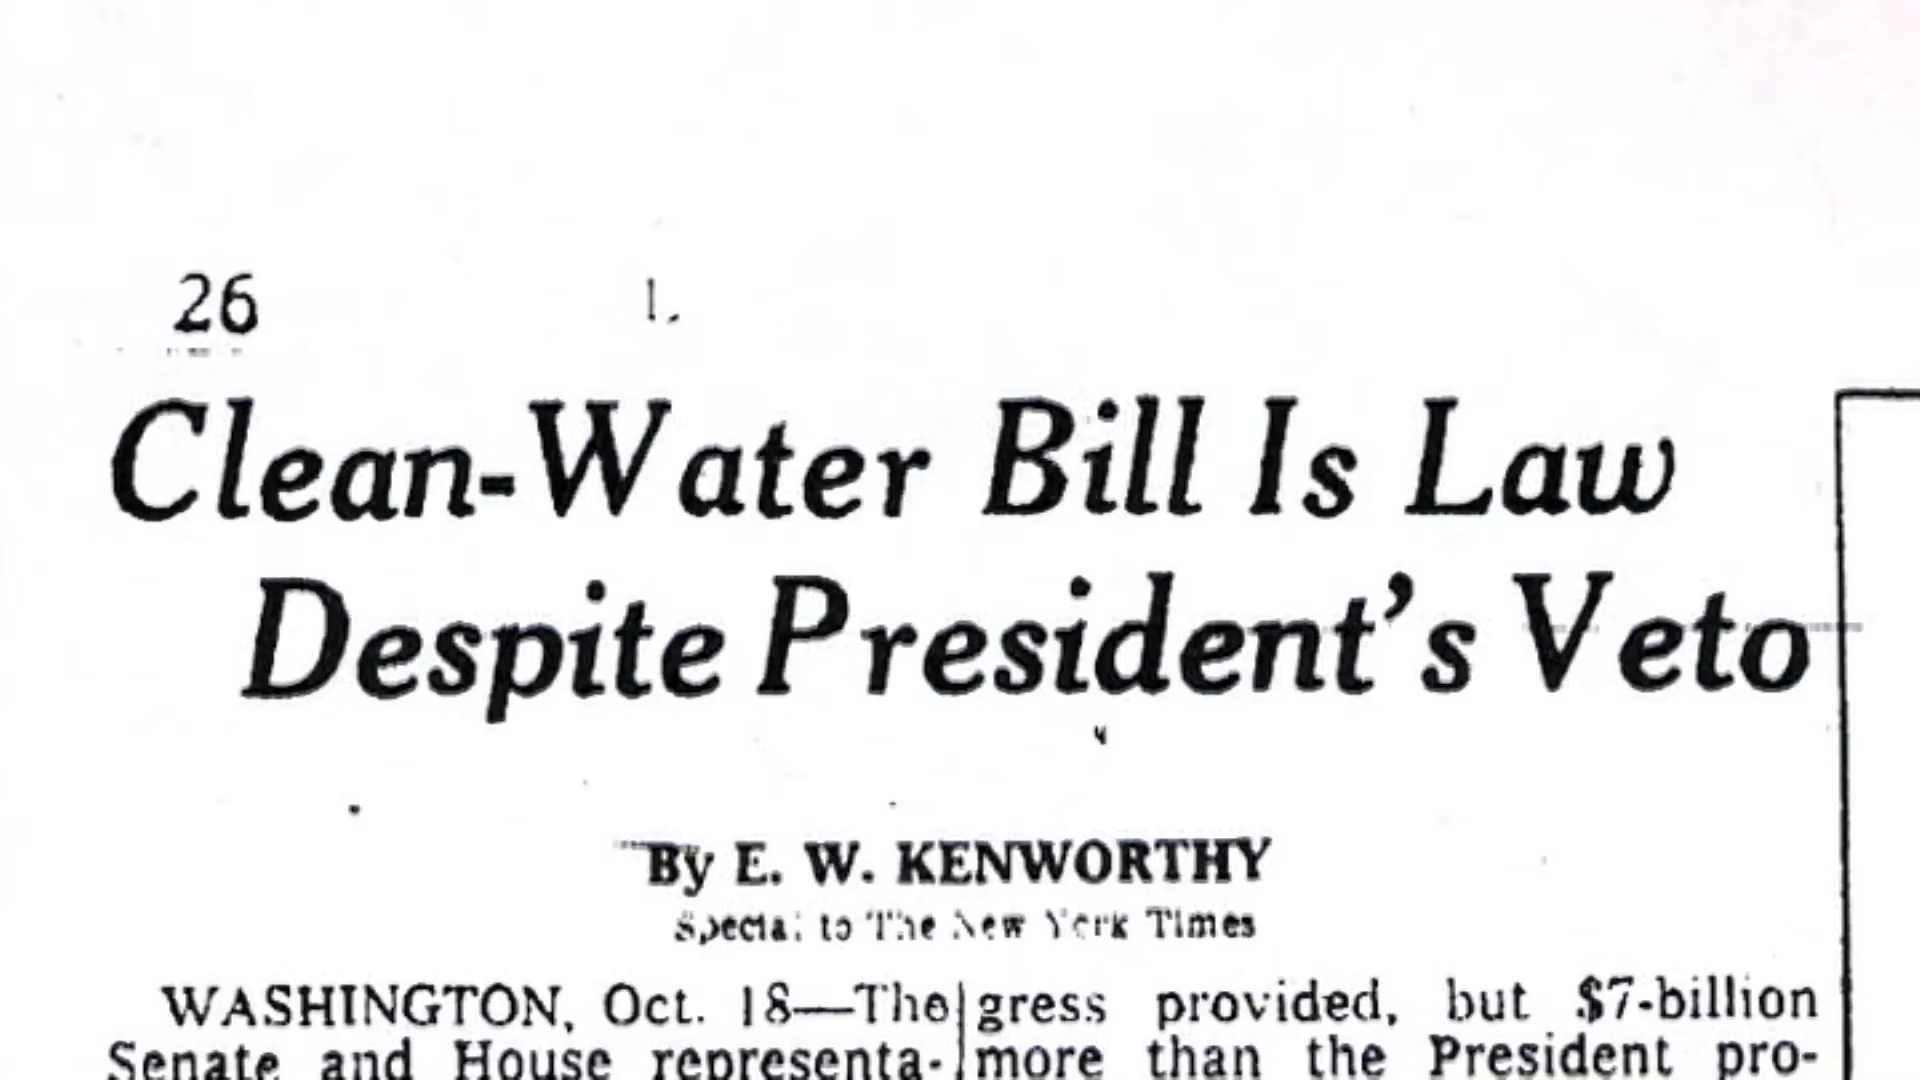 26
Clean-Water Bill Is Law
Despite President's Veto
By E. W. KENWORTHY
Special to The New York Times
WASHINGTON, Oct. 18—The
Senate and House representa-
gress provided, but $7-billion
more than the President pro-